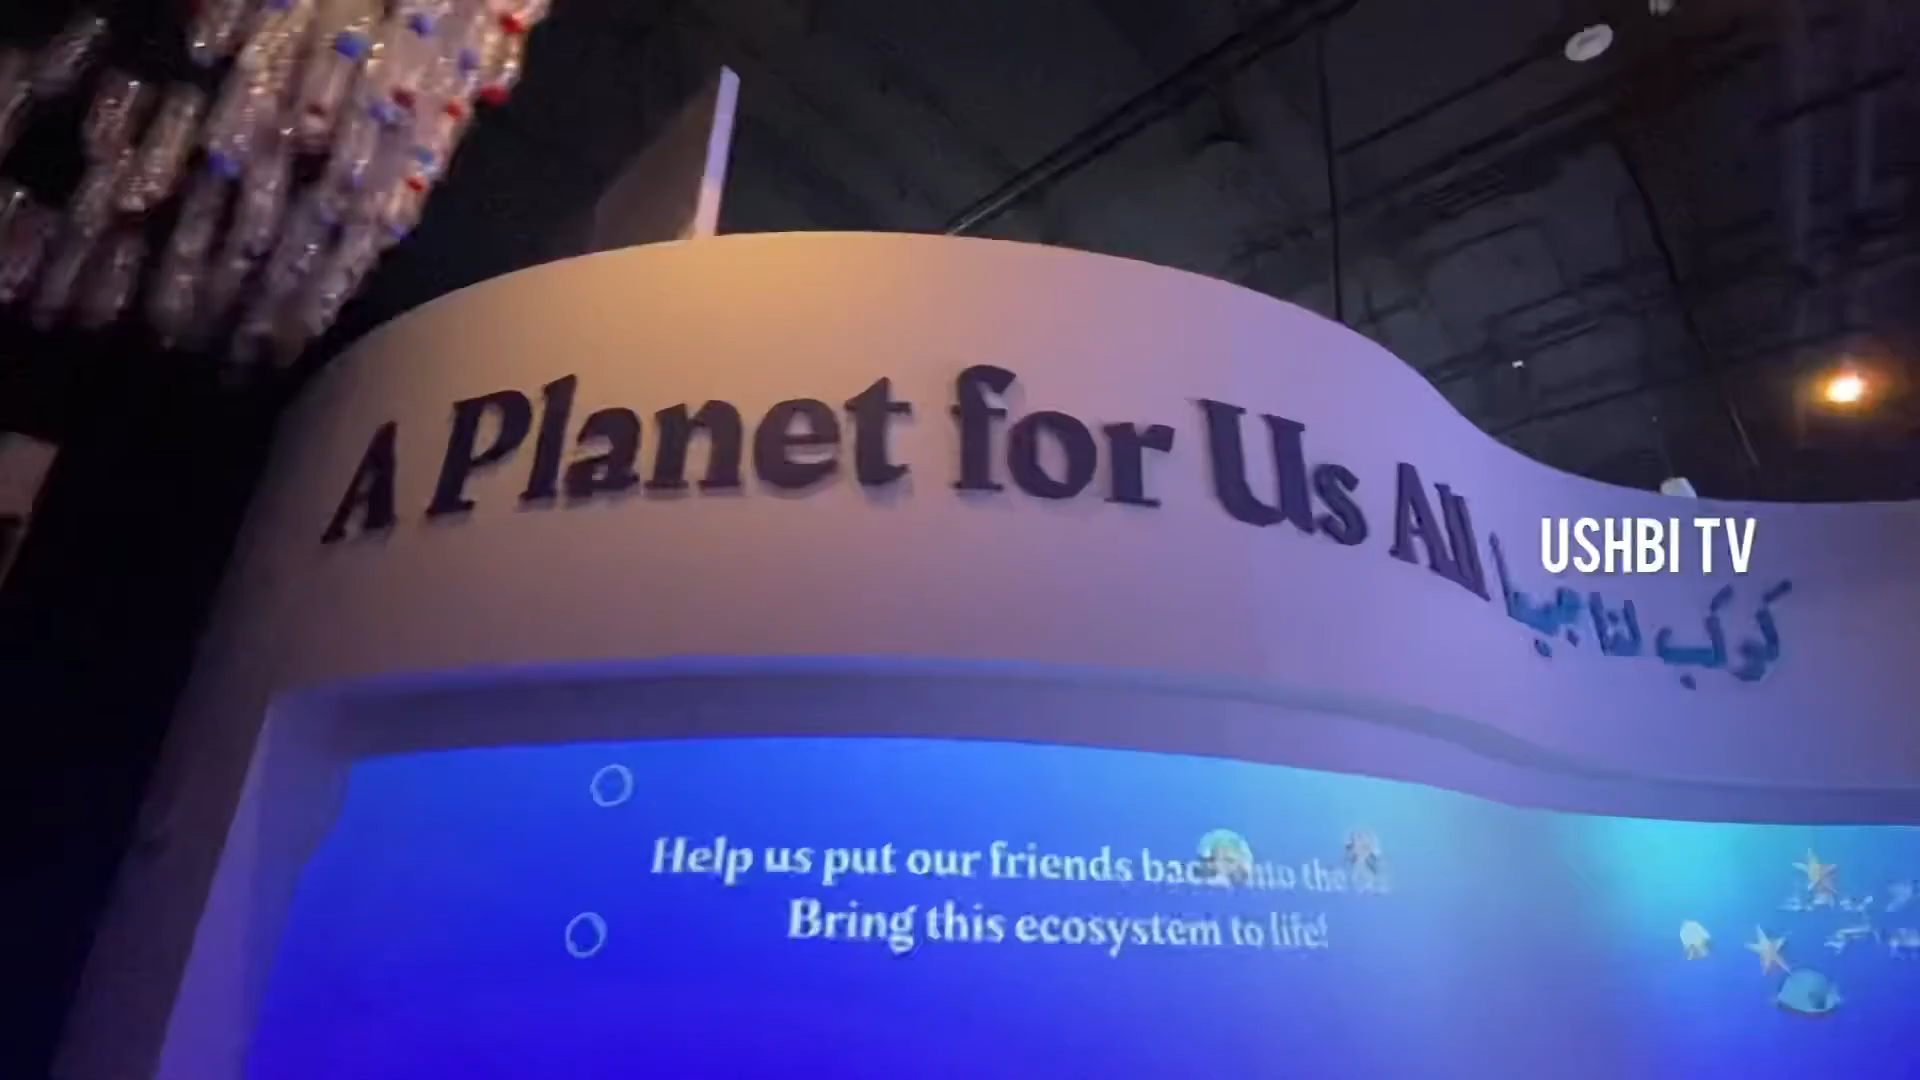 A Planet for Us All
USHBI TV
كوكب لنا جميعا
Help us put our friends back into the sea
Bring this ecosystem to life!